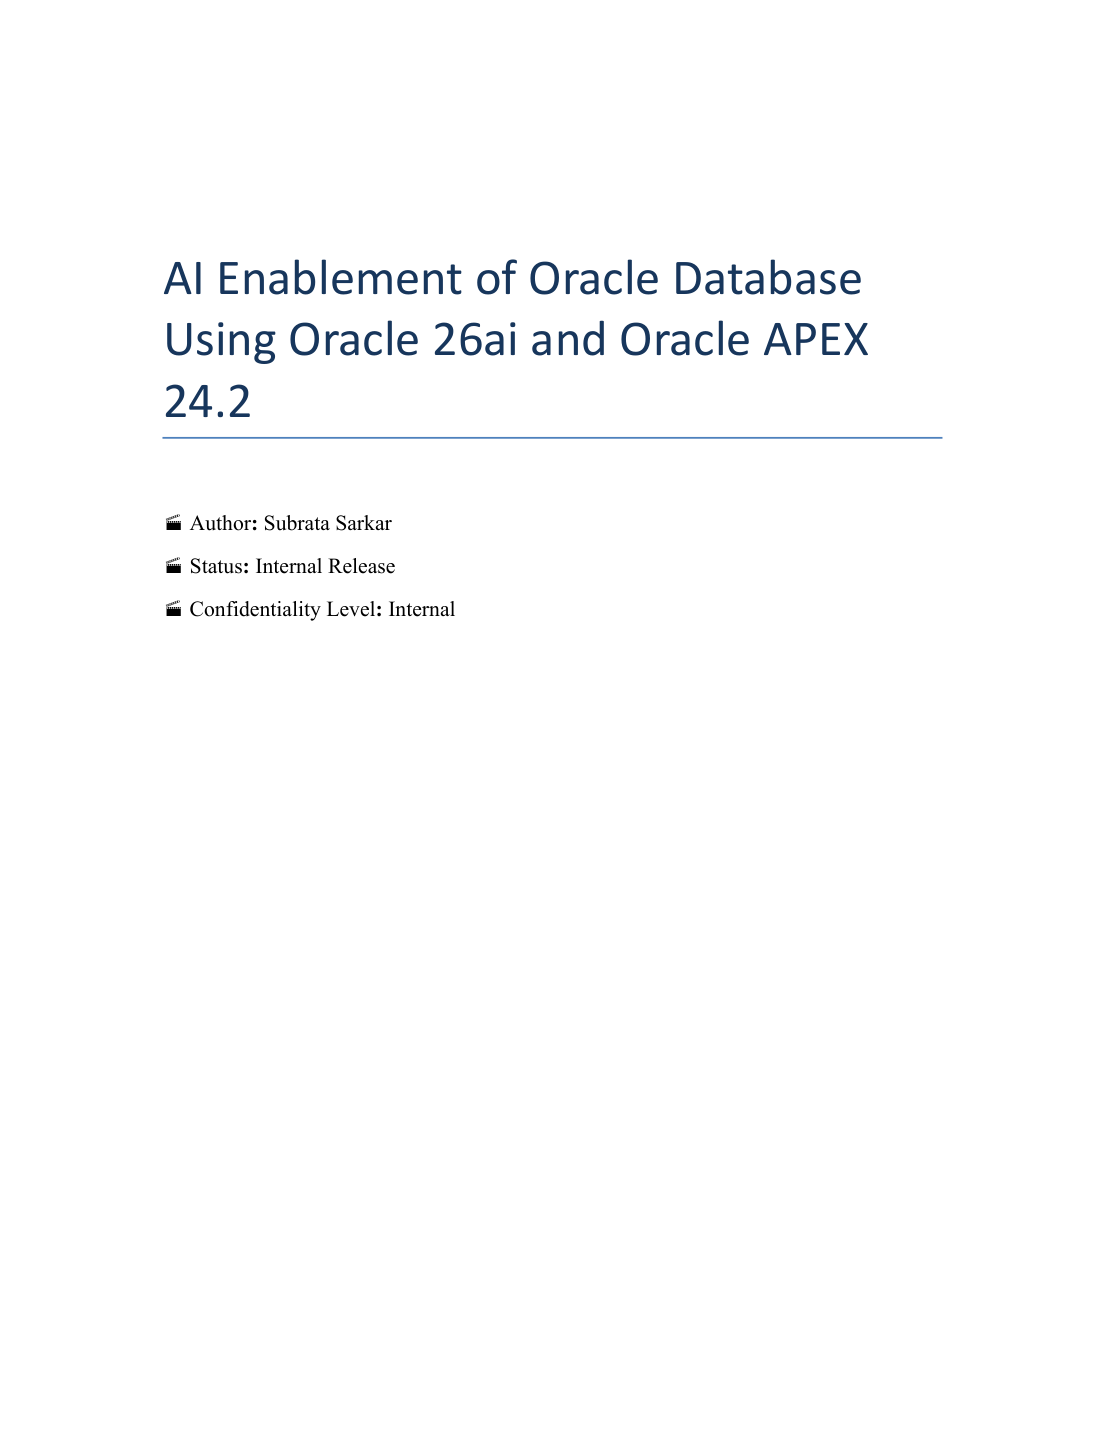 AI Enablement of Oracle Database
Using Oracle 26ai and Oracle APEX
24.2
Author: Subrata Sarkar
Status: Internal Release
Confidentiality Level: Internal